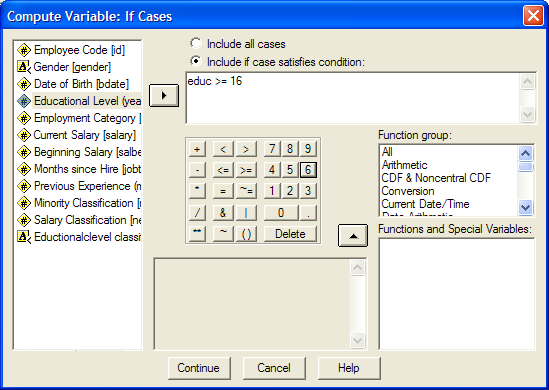 Compute Variable: If Cases
Employee Code [id]
Gender [gender]
Date of Birth [bdate]
Educational Level (yea
Employment Category [
Current Salary [salary]
Beginning Salary [salbe
Months since Hire [jobt
Previous Experience (m
Minority Classification [m
Salary Classification [ne
Eductionalclevel classif
Include all cases
Include if case satisfies condition:
educ >= 16
+ < > 7 8 9
- <= >= 4 5 6
* = ~= 1 2 3
/ & | 0 .
** ~ ( ) Delete
Function group:
All
Arithmetic
CDF & Noncentral CDF
Conversion
Current Date/Time
Date Arithmetic
Functions and Special Variables:
Continue Cancel Help